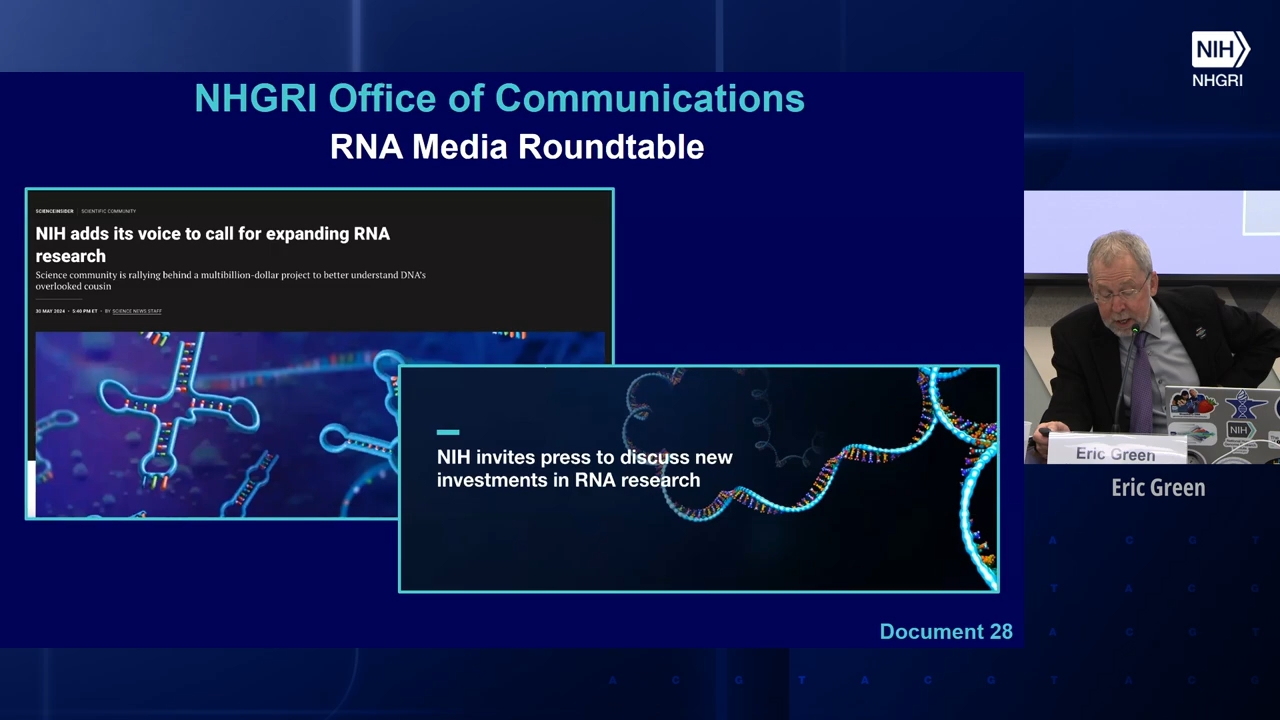 NIH
NHGRI
NHGRI Office of Communications
RNA Media Roundtable
SCIENCEINSIDER | SCIENTIFIC COMMUNITY
NIH adds its voice to call for expanding RNA
research
Science community is rallying behind a multibillion-dollar project to better understand DNA's
overlooked cousin
30 MAY 2024 • 5:40 PM ET • BY SCIENCE NEWS STAFF
NIH invites press to discuss new
investments in RNA research
Document 28
NIH
Eric Green
Eric Green
A C G T
T A C G
A C G T
A C G T A C G T A C G